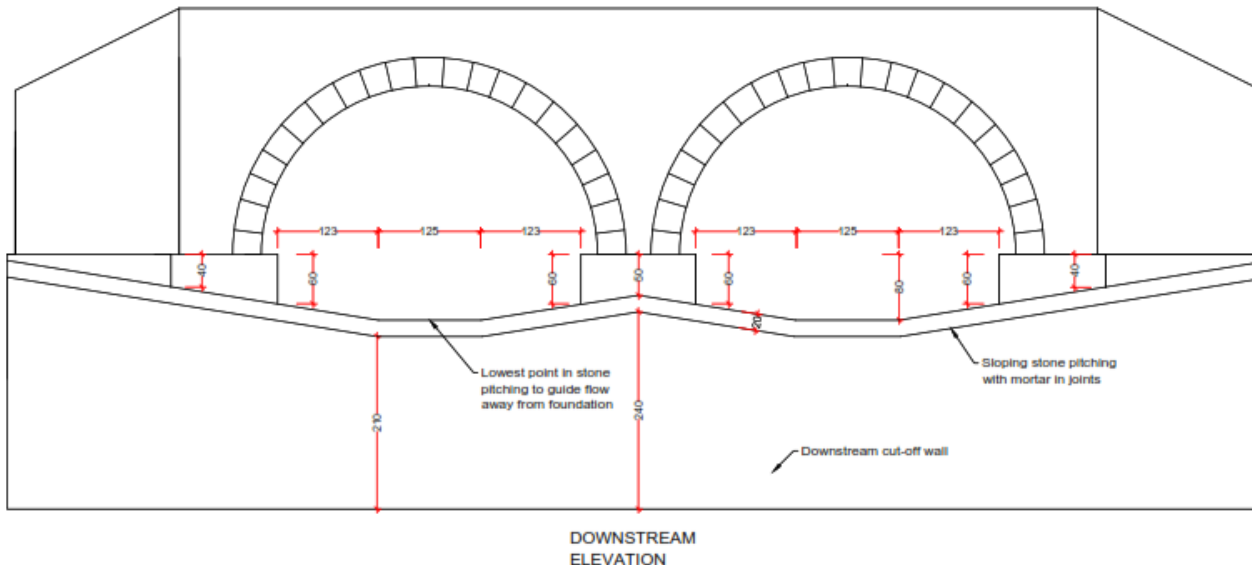 123
125
123
123
125
123
40
60
60
50
60
80
60
40
20
Lowest point in stone
pitching to guide flow
away from foundation
Sloping stone pitching
with mortar in joints
210
240
Downstream cut-off wall
DOWNSTREAM
ELEVATION